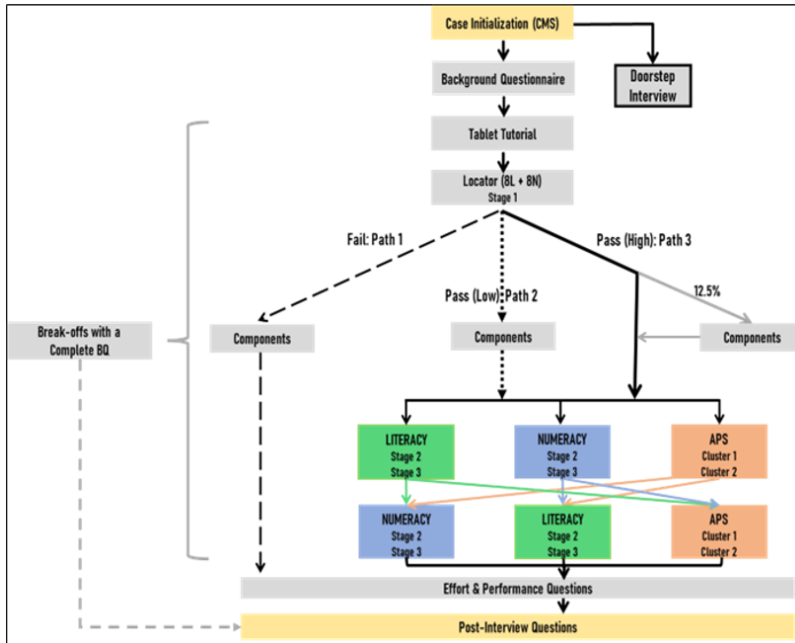 Case Initialization (CMS)
Background Questionnaire
Doorstep
Interview
Tablet Tutorial
Locator (8L + 8N)
Stage 1
Fail: Path 1
Pass (High): Path 3
Pass (Low): Path 2
12.5%
Break-offs with a
Complete BQ
Components
Components
Components
LITERACY
Stage 2
Stage 3
NUMERACY
Stage 2
Stage 3
APS
Cluster 1
Cluster 2
NUMERACY
Stage 2
Stage 3
LITERACY
Stage 2
Stage 3
APS
Cluster 1
Cluster 2
Effort & Performance Questions
Post-Interview Questions